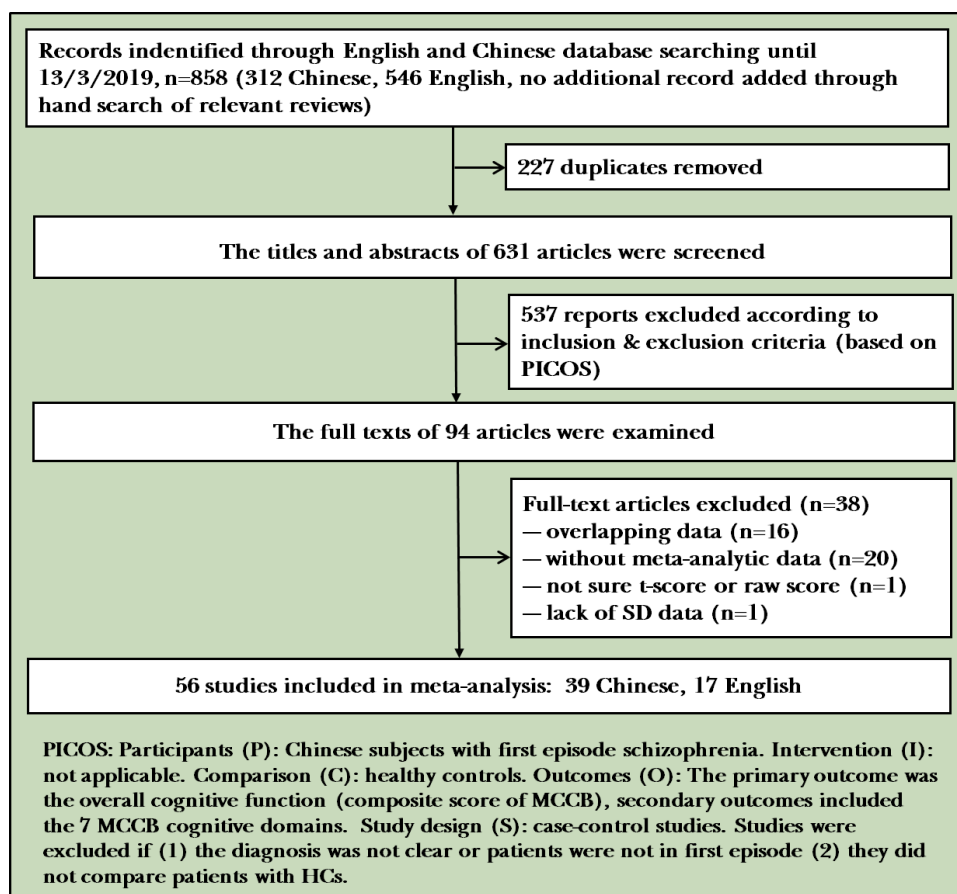 Records indentified through English and Chinese database searching until
13/3/2019, n=858 (312 Chinese, 546 English, no additional record added through
hand search of relevant reviews)
227 duplicates removed
The titles and abstracts of 631 articles were screened
537 reports excluded according to
inclusion & exclusion criteria (based on
PICOS)
The full texts of 94 articles were examined
Full-text articles excluded (n=38)
— overlapping data (n=16)
— without meta-analytic data (n=20)
— not sure t-score or raw score (n=1)
— lack of SD data (n=1)
56 studies included in meta-analysis: 39 Chinese, 17 English
PICOS: Participants (P): Chinese subjects with first episode schizophrenia. Intervention (I):
not applicable. Comparison (C): healthy controls. Outcomes (O): The primary outcome was
the overall cognitive function (composite score of MCCB), secondary outcomes included
the 7 MCCB cognitive domains. Study design (S): case-control studies. Studies were
excluded if (1) the diagnosis was not clear or patients were not in first episode (2) they did
not compare patients with HCs.